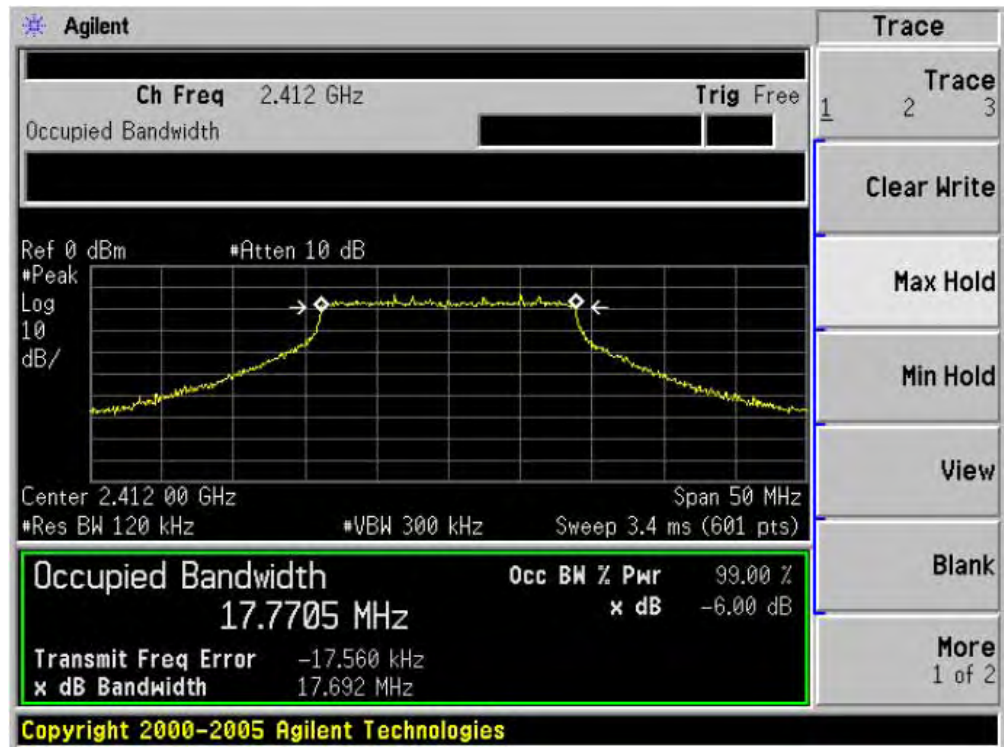 Agilent
Trace
Ch Freq 2.412 GHz Trig Free
Occupied Bandwidth
Trace
1 2 3
Clear Write
Max Hold
Min Hold
View
Blank
More
1 of 2
Ref 0 dBm #Atten 10 dB
#Peak
Log
10
dB/
Center 2.412 00 GHz Span 50 MHz
#Res BW 120 kHz #VBW 300 kHz Sweep 3.4 ms (601 pts)
Occupied Bandwidth Occ BW % Pwr 99.00 %
17.7705 MHz x dB -6.00 dB
Transmit Freq Error -17.560 kHz
x dB Bandwidth 17.692 MHz
Copyright 2000-2005 Agilent Technologies